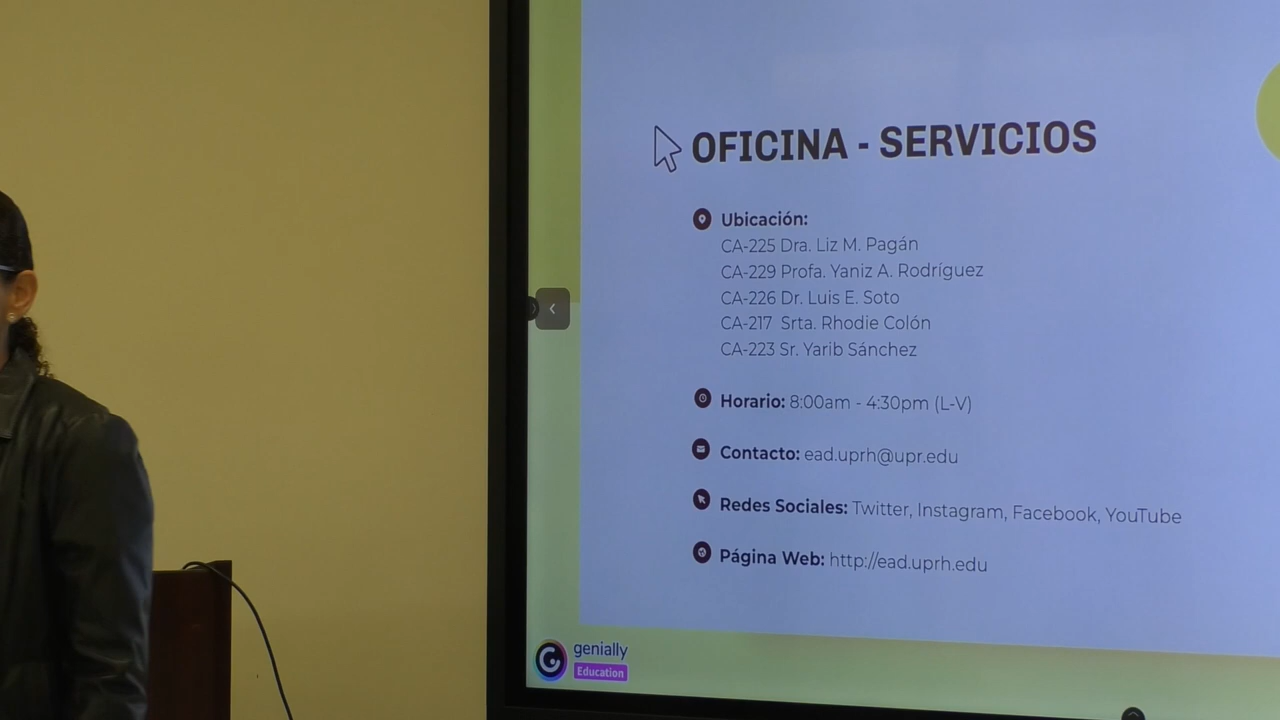 OFICINA - SERVICIOS
Ubicación:
CA-225 Dra. Liz M. Pagán
CA-229 Profa. Yaniz A. Rodríguez
CA-226 Dr. Luis E. Soto
CA-217 Srta. Rhodie Colón
CA-223 Sr. Yarib Sánchez
Horario: 8:00am - 4:30pm (L-V)
Contacto: ead.uprh@upr.edu
Redes Sociales: Twitter, Instagram, Facebook, YouTube
Página Web: http://ead.uprh.edu
genially
Education